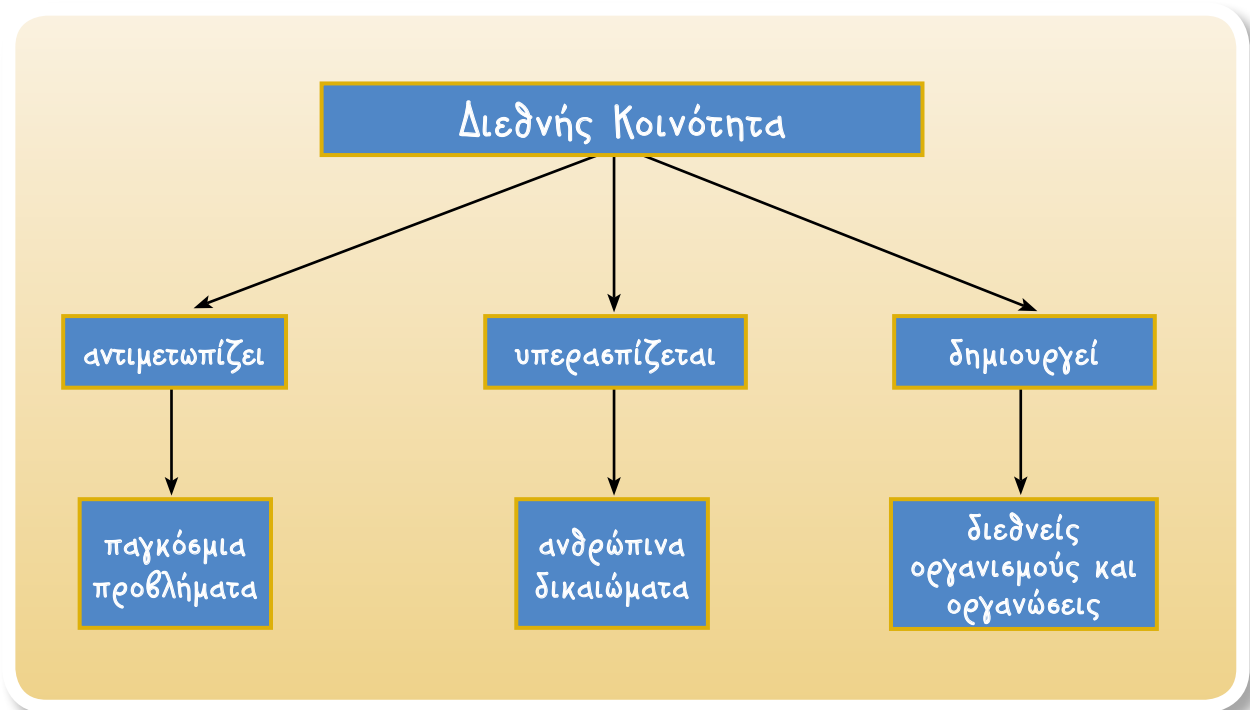 Διεθνής Κοινότητα
αντιμετωπίζει
υπερασπίζεται
δημιουργεί
παγκόσμια
προβλήματα
ανθρώπινα
δικαιώματα
διεθνείς
οργανισμούς και
οργανώσεις